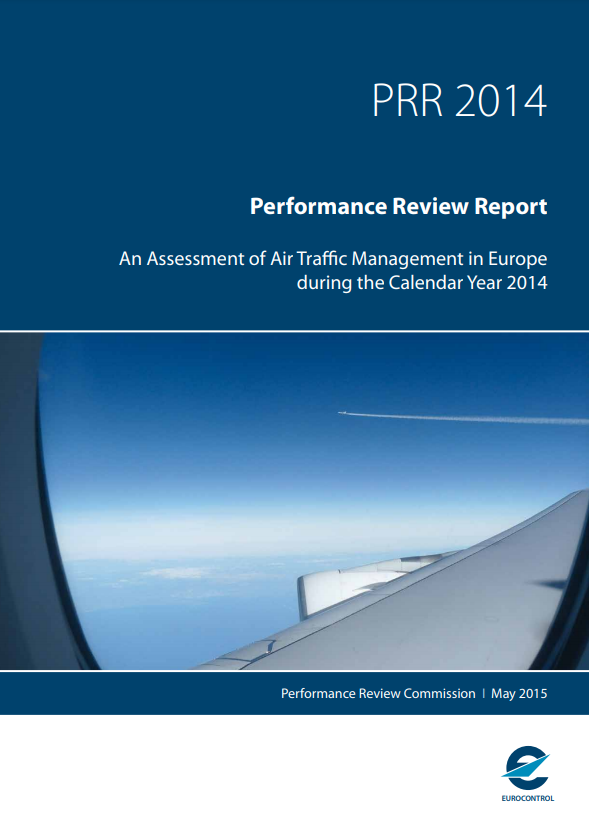 PRR 2014
Performance Review Report
An Assessment of Air Traffic Management in Europe
during the Calendar Year 2014
Performance Review Commission | May 2015
EUROCONTROL